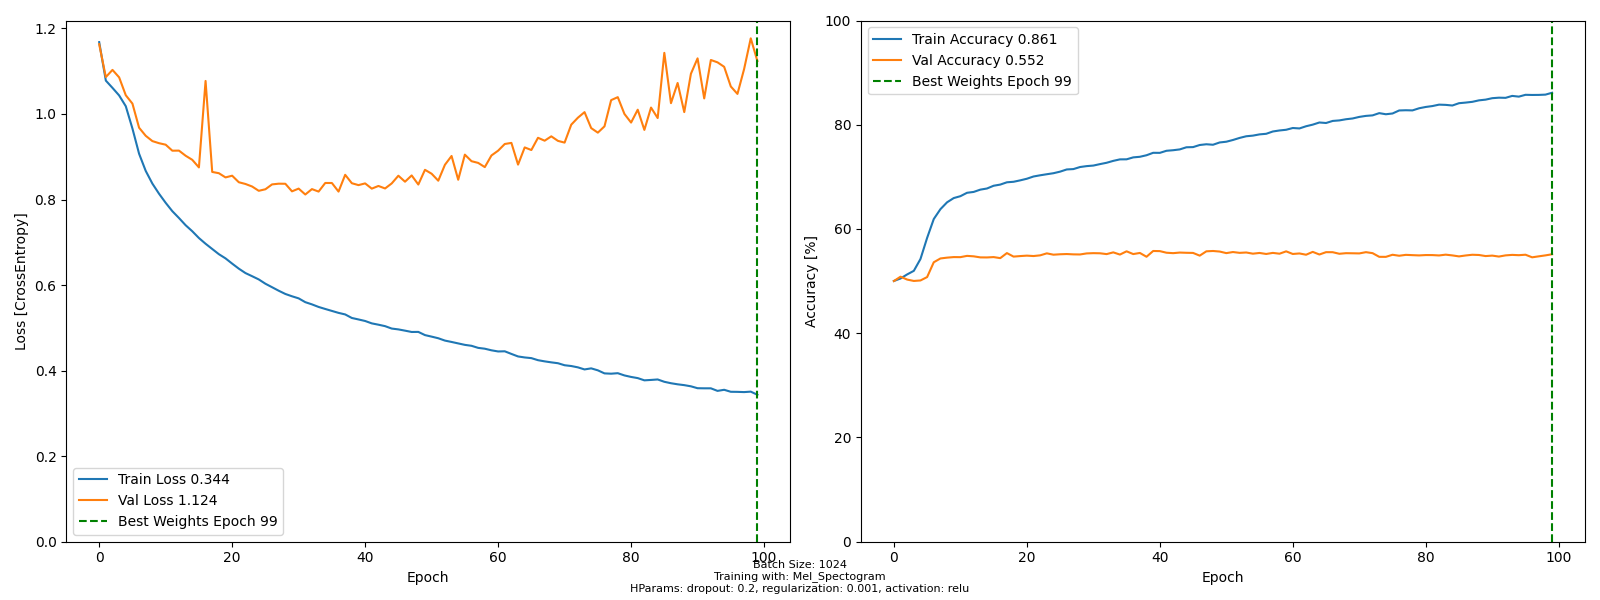 1.2
1.0
0.8
0.6
0.4
0.2
0.0
Loss [CrossEntropy]
Train Loss 0.344
Val Loss 1.124
Best Weights Epoch 99
0 20 40 60 80 100
Epoch
100
80
60
40
20
0
Accuracy [%]
Train Accuracy 0.861
Val Accuracy 0.552
Best Weights Epoch 99
0 20 40 60 80 100
Epoch
Batch Size: 1024
Training with: Mel_Spectogram
HParams: dropout: 0.2, regularization: 0.001, activation: relu